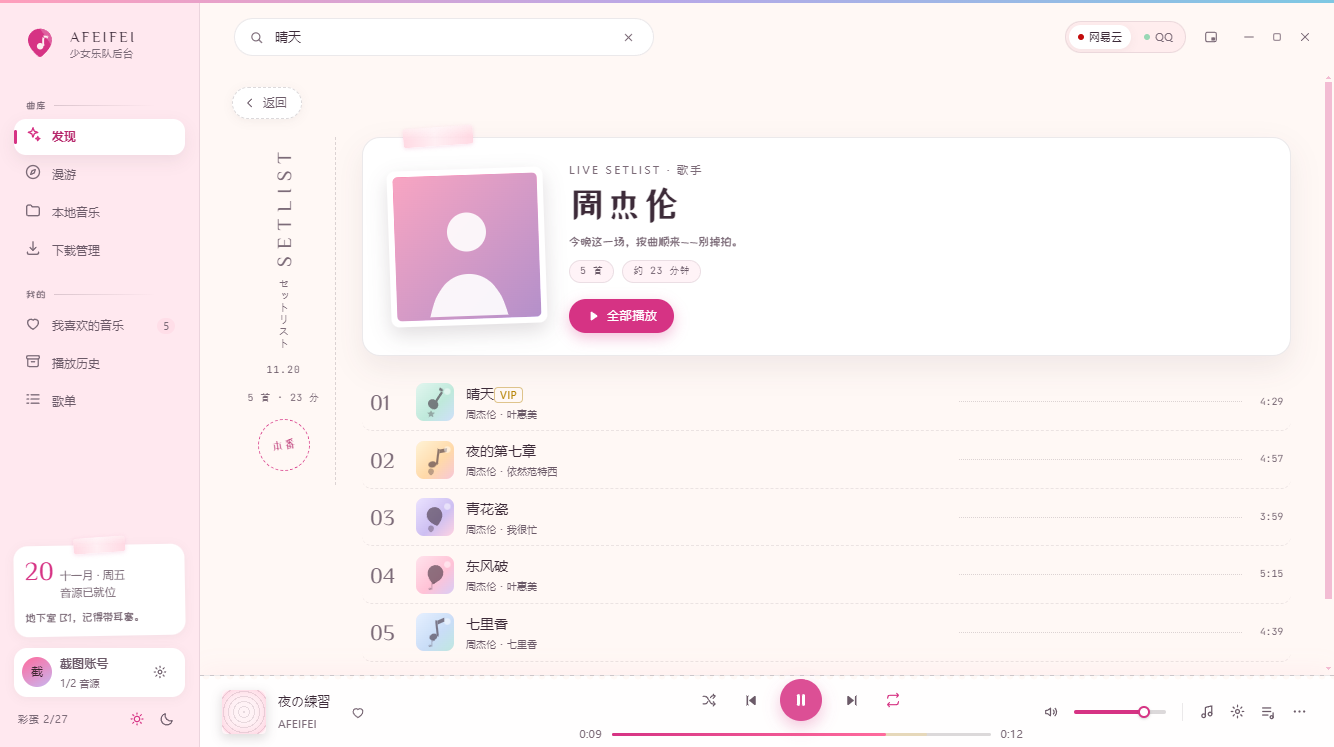 AFEIFEI
少女乐队后台
曲库
发现
漫游
本地音乐
下载管理
我的
我喜欢的音乐 5
播放历史
歌单
20 十一月 · 周五
音源已就位
地下室 B1，记得带耳塞。
截 截图账号
1/2 音源
彩蛋 2/27
晴天
网易云 QQ
返回
SETLIST
セットリスト
11.20
5 首 · 23 分
LIVE SETLIST · 歌手
周杰伦
今晚这一场，按曲顺来——别掉拍。
5 首 约 23 分钟
全部播放
01 晴天 VIP 4:29
周杰伦 · 叶惠美
02 夜的第七章 4:57
周杰伦 · 依然范特西
03 青花瓷 3:59
周杰伦 · 我很忙
04 东风破 5:15
周杰伦 · 叶惠美
05 七里香 4:39
周杰伦 · 七里香
夜の練習
AFEIFEI
0:09 0:12